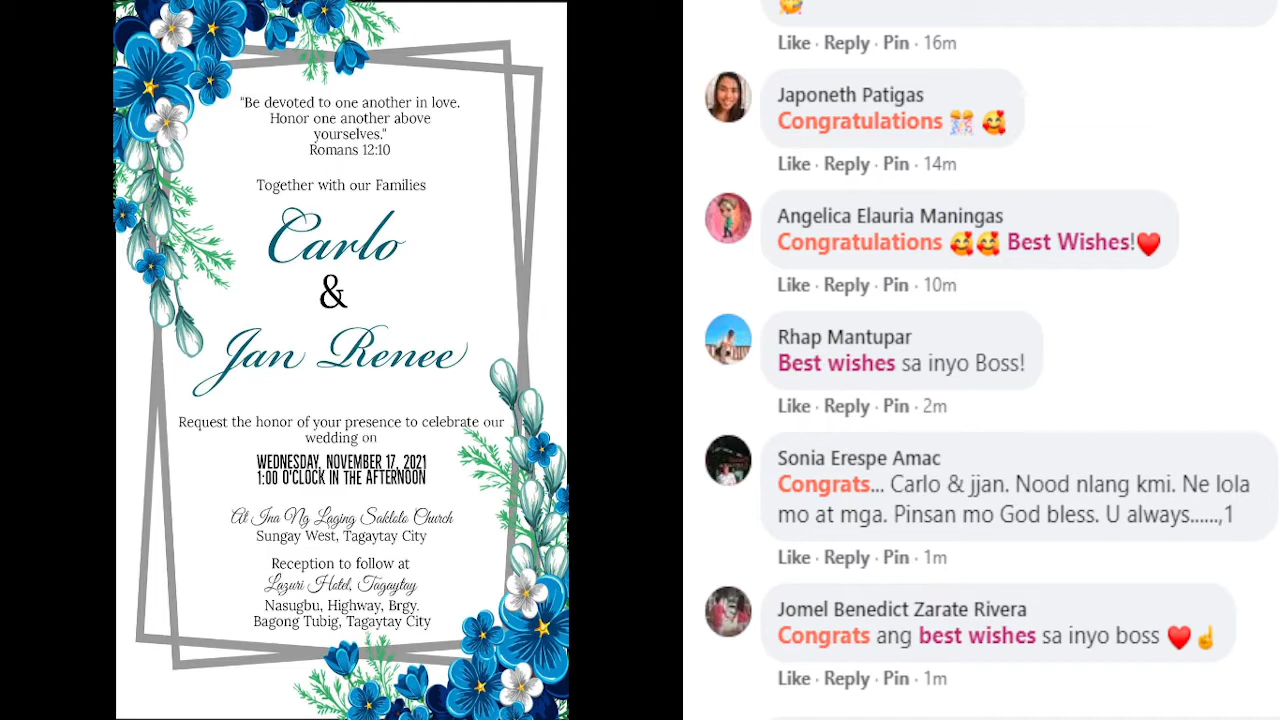 "Be devoted to one another in love.
Honor one another above
yourselves."
Romans 12:10
Together with our Families
Carlo
&
Jan Renee
Request the honor of your presence to celebrate our
wedding on
WEDNESDAY, NOVEMBER 17, 2021
1:00 O'CLOCK IN THE AFTERNOON
At Ina Ng Laging Saklolo Church
Sungay West, Tagaytay City
Reception to follow at
Lazuri Hotel, Tagaytay
Nasugbu, Highway, Brgy.
Bagong Tubig, Tagaytay City
Like · Reply · Pin · 16m
Japoneth Patigas
Congratulations 🎊 🥰
Like · Reply · Pin · 14m
Angelica Elauria Maningas
Congratulations 🥰🥰 Best Wishes!❤️
Like · Reply · Pin · 10m
Rhap Mantupar
Best wishes sa inyo Boss!
Like · Reply · Pin · 2m
Sonia Erespe Amac
Congrats... Carlo & jjan. Nood nlang kmi. Ne lola
mo at mga. Pinsan mo God bless. U always......,1
Like · Reply · Pin · 1m
Jomel Benedict Zarate Rivera
Congrats ang best wishes sa inyo boss ❤️☝️
Like · Reply · Pin · 1m